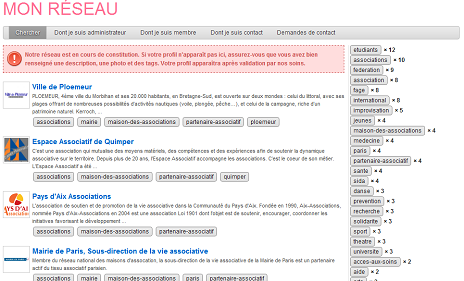 MON RÉSEAU
Chercher Dont je suis administrateur Dont je suis membre Dont je suis contact Demandes de contact
Notre réseau est en cours de constitution. Si votre profil n'apparait pas ici, assurez-vous que vous avez bien
renseigné une description, une photo et des tags. Votre profil apparaitra après validation par nos soins.
Ville de Ploemeur
PLOEMEUR, 4ème ville du Morbihan et ses 20.000 habitants, en Bretagne-Sud, est ouverte sur deux mondes : celui du littoral, avec ses
plages offrant de nombreuses possibilités d'activités nautiques (voile, plongée, pêche...), et celui de la campagne, riche d'un
patrimoine naturel. Kerroch, ...
associations mairie maison-des-associations partenaire-associatif ploemeur
Espace Associatif de Quimper
C'est une association qui mutualise des moyens matériels, des compétences et des expériences afin de soutenir la dynamique
associative sur le territoire. Depuis plus de 20 ans, l'Espace Associatif accompagne les associations. C'est le coeur de son métier.
L'Espace Associatif a été ...
associations maison-des-associations partenaire-associatif quimper
PAYS D'AI
Associations
Pays d'Aix Associations
L'association de soutien et de promotion de la vie associative dans la Communauté du Pays d'Aix. Fondée en 1990, Aix-Associations,
nommée Pays d'Aix-Associations en 2004 est une association Loi 1901 dont l'objet est de soutenir, encourager, coordonner les
initiatives favorisant le développement ...
associations maison-des-associations partenaire-associatif
Mairie de Paris, Sous-direction de la vie associative
Membre du réseau national des maisons d'assocation, la sous-direction de la vie associative de la Mairie de Paris est un partenaire
actif du tissu associatif parisien.
associations mairie maison-des-associations paris partenaire-associatif
etudiants × 12
associations × 10
federation × 9
association × 8
fage × 8
international × 8
improvisation × 5
jeunes × 4
maison-des-associations × 4
medecine × 4
paris × 4
partenaire-associatif × 4
sante × 4
sida × 4
danse × 3
prevention × 3
recherche × 3
solidarite × 3
sport × 3
theatre × 3
universite × 3
acces-aux-soins × 2
aide × 2